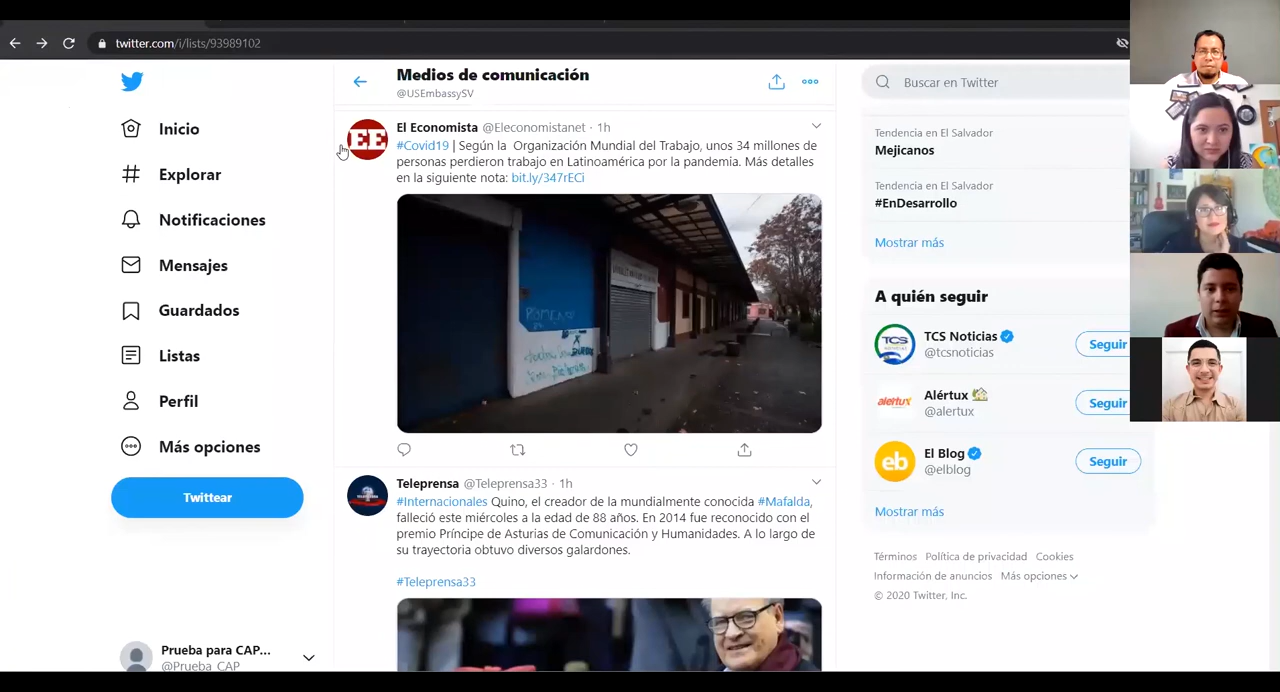 twitter.com/i/lists/93989102
Inicio
Explorar
Notificaciones
Mensajes
Guardados
Listas
Perfil
Más opciones
Twittear
Prueba para CAP...
@Prueba_CAP
Medios de comunicación
@USEmbassySV
EE
El Economista @Eleconomistanet · 1h
#Covid19 | Según la Organización Mundial del Trabajo, unos 34 millones de
personas perdieron trabajo en Latinoamérica por la pandemia. Más detalles
en la siguiente nota: bit.ly/347rECi
Teleprensa @Teleprensa33 · 1h
#Internacionales Quino, el creador de la mundialmente conocida #Mafalda,
falleció este miércoles a la edad de 88 años. En 2014 fue reconocido con el
premio Príncipe de Asturias de Comunicación y Humanidades. A lo largo de
su trayectoria obtuvo diversos galardones.
#Teleprensa33
Buscar en Twitter
Tendencia en El Salvador
Mejicanos
Tendencia en El Salvador
#EnDesarrollo
Mostrar más
A quién seguir
TCS
NOTICIAS
TCS Noticias
@tcsnoticias
Seguir
alertux
Alértux
@alertux
Seguir
eb
El Blog
@elblog
Seguir
Mostrar más
Términos Política de privacidad Cookies
Información de anuncios Más opciones
© 2020 Twitter, Inc.